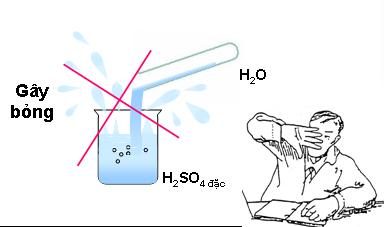 Gây
bỏng
H₂O
H₂SO₄ đặc